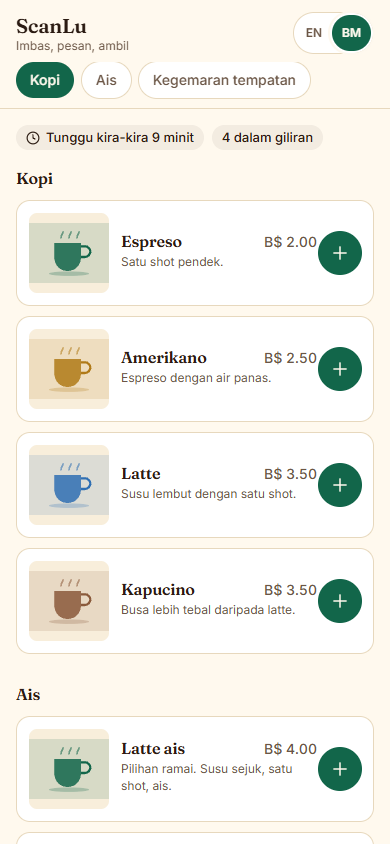 ScanLu
Imbas, pesan, ambil
EN BM
Kopi Ais Kegemaran tempatan
Tunggu kira-kira 9 minit 4 dalam giliran
Kopi
Espreso B$ 2.00
Satu shot pendek.
Amerikano B$ 2.50
Espreso dengan air panas.
Latte B$ 3.50
Susu lembut dengan satu shot.
Kapucino B$ 3.50
Busa lebih tebal daripada latte.
Ais
Latte ais B$ 4.00
Pilihan ramai. Susu sejuk, satu
shot, ais.